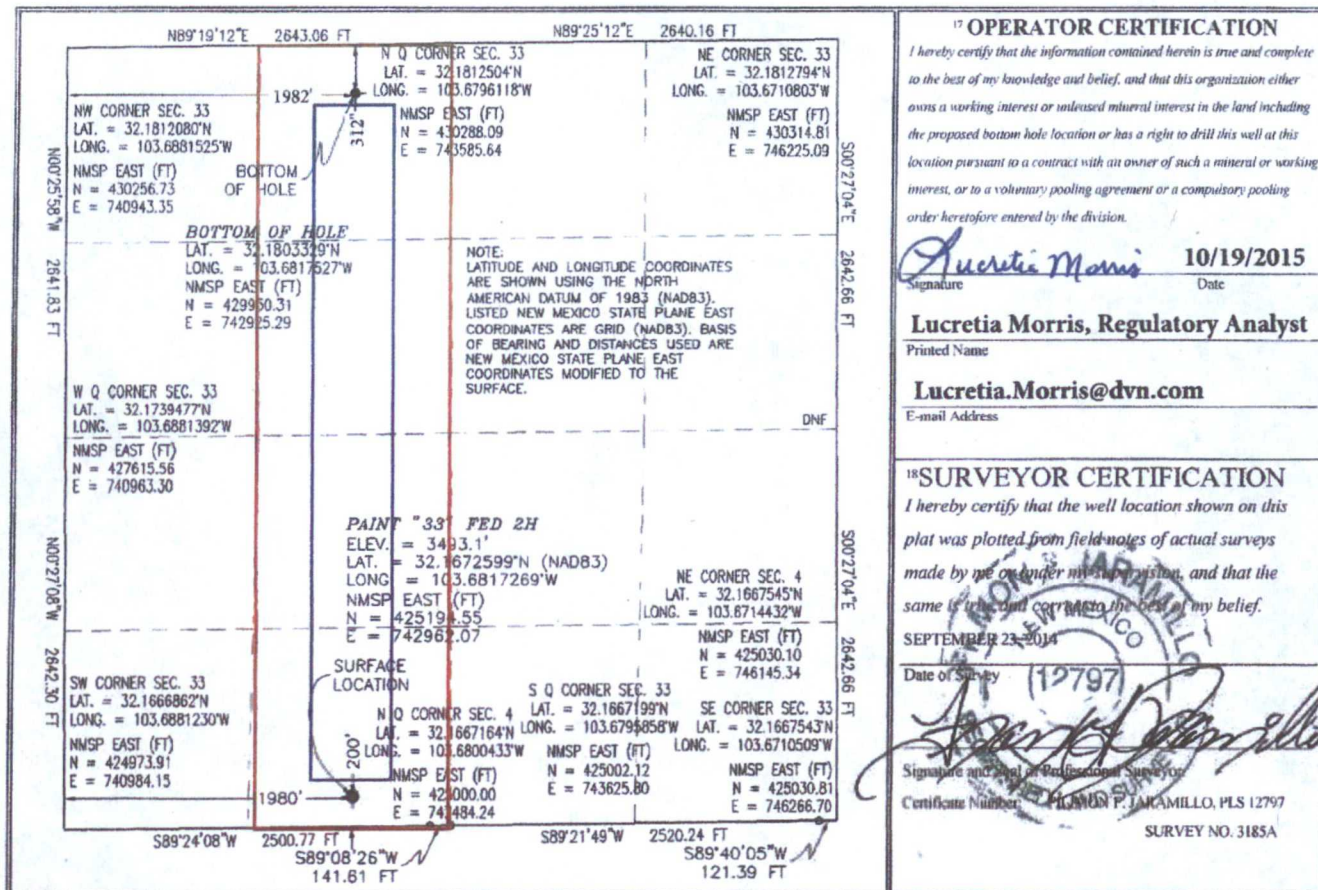 N89°19'12"E 2643.06 FT
N89°25'12"E 2640.16 FT
N Q CORNER SEC. 33
LAT. = 32.1812504'N
LONG. = 103.6796118'W
NMSP EAST (FT)
N = 430288.09
E = 743585.64
NE CORNER SEC. 33
LAT. = 32.1812794'N
LONG. = 103.6710803'W
NMSP EAST (FT)
N = 430314.81
E = 746225.09
1982'
312'
NW CORNER SEC. 33
LAT. = 32.1812080'N
LONG. = 103.6881525'W
NMSP EAST (FT)
N = 430256.73
E = 740943.35
BOTTOM
OF HOLE
N00°25'58"W 2641.83 FT
S00°27'04"E 2642.66 FT
BOTTOM OF HOLE
LAT. = 32.1803329'N
LONG. = 103.6817527'W
NMSP EAST (FT)
N = 429960.31
E = 742925.29
NOTE:
LATITUDE AND LONGITUDE COORDINATES
ARE SHOWN USING THE NORTH
AMERICAN DATUM OF 1983 (NAD83).
LISTED NEW MEXICO STATE PLANE EAST
COORDINATES ARE GRID (NAD83). BASIS
OF BEARING AND DISTANCES USED ARE
NEW MEXICO STATE PLANE EAST
COORDINATES MODIFIED TO THE
SURFACE.
W Q CORNER SEC. 33
LAT. = 32.1739477'N
LONG. = 103.6881392'W
NMSP EAST (FT)
N = 427615.56
E = 740963.30
DNF
PAINT "33" FED 2H
ELEV. = 3493.1'
LAT. = 32.1672599'N (NAD83)
LONG = 103.6817269'W
NMSP EAST (FT)
N = 425194.55
E = 742962.07
N00°27'08"W 2642.30 FT
S00°27'04"E 2642.66 FT
NE CORNER SEC. 4
LAT. = 32.1667545'N
LONG. = 103.6714432'W
NMSP EAST (FT)
N = 425030.10
E = 746145.34
SURFACE
LOCATION
SW CORNER SEC. 33
LAT. = 32.1666862'N
LONG. = 103.6881230'W
NMSP EAST (FT)
N = 424973.91
E = 740984.15
N Q CORNER SEC. 4
LAT. = 32.1667164'N
LONG. = 103.6800433'W
NMSP EAST (FT)
N = 425000.00
E = 743484.24
S Q CORNER SEC. 33
LAT. = 32.1667199'N
LONG. = 103.6795858'W
NMSP EAST (FT)
N = 425002.12
E = 743625.80
SE CORNER SEC. 33
LAT. = 32.1667543'N
LONG. = 103.6710509'W
NMSP EAST (FT)
N = 425030.81
E = 746266.70
200'
1980'
S89°24'08"W 2500.77 FT
S89°08'26"W
141.61 FT
S89°21'49"W 2520.24 FT
S89°40'05"W
121.39 FT
17 OPERATOR CERTIFICATION
I hereby certify that the information contained herein is true and complete
to the best of my knowledge and belief, and that this organization either
owns a working interest or unleased mineral interest in the land including
the proposed bottom hole location or has a right to drill this well at this
location pursuant to a contract with an owner of such a mineral or working
interest, or to a voluntary pooling agreement or a compulsory pooling
order heretofore entered by the division.
Lucretia Morris 10/19/2015
Signature Date
Lucretia Morris, Regulatory Analyst
Printed Name
Lucretia.Morris@dvn.com
E-mail Address
18 SURVEYOR CERTIFICATION
I hereby certify that the well location shown on this
plat was plotted from field notes of actual surveys
made by me or under my supervision, and that the
same is true and correct to the best of my belief.
SEPTEMBER 23, 2014
Date of Survey
NEW MEXICO
12797
Signature and Seal of Professional Surveyor
Certificate Number: FILIMON F. JARAMILLO, PLS 12797
SURVEY NO. 3185A